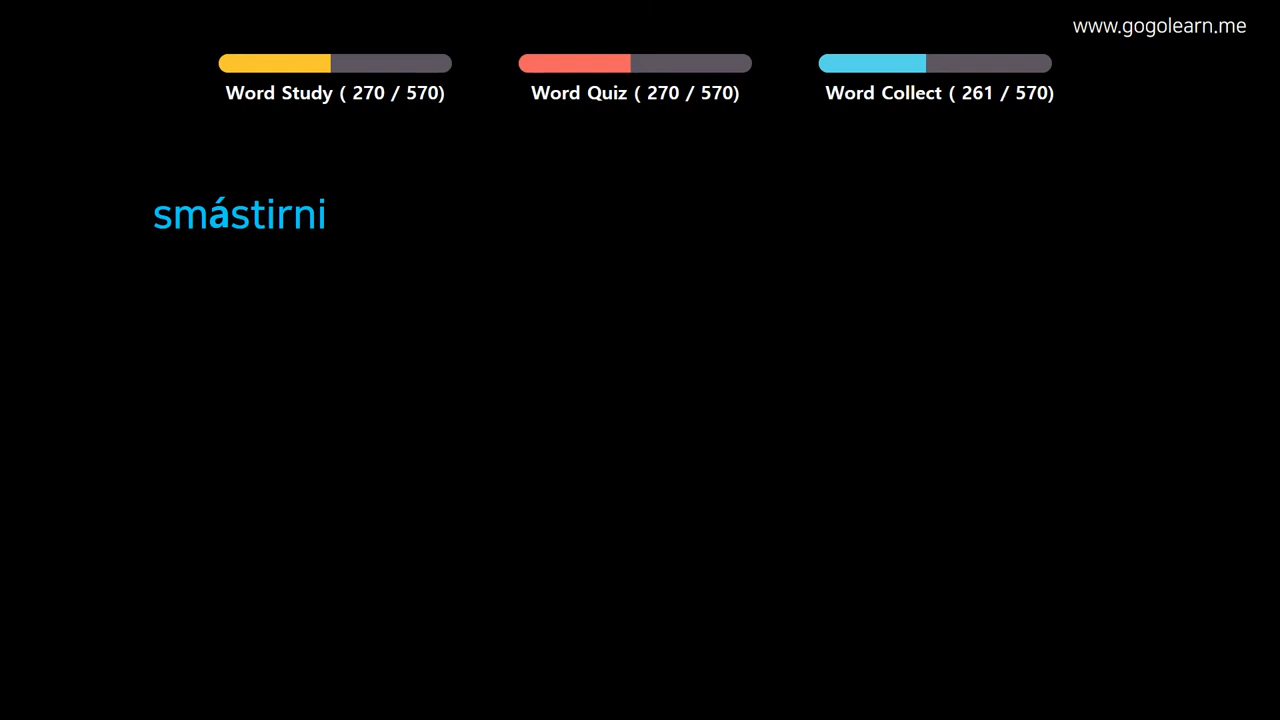 www.gogolearn.me
Word Study ( 270 / 570)
Word Quiz ( 270 / 570)
Word Collect ( 261 / 570)
smástirni